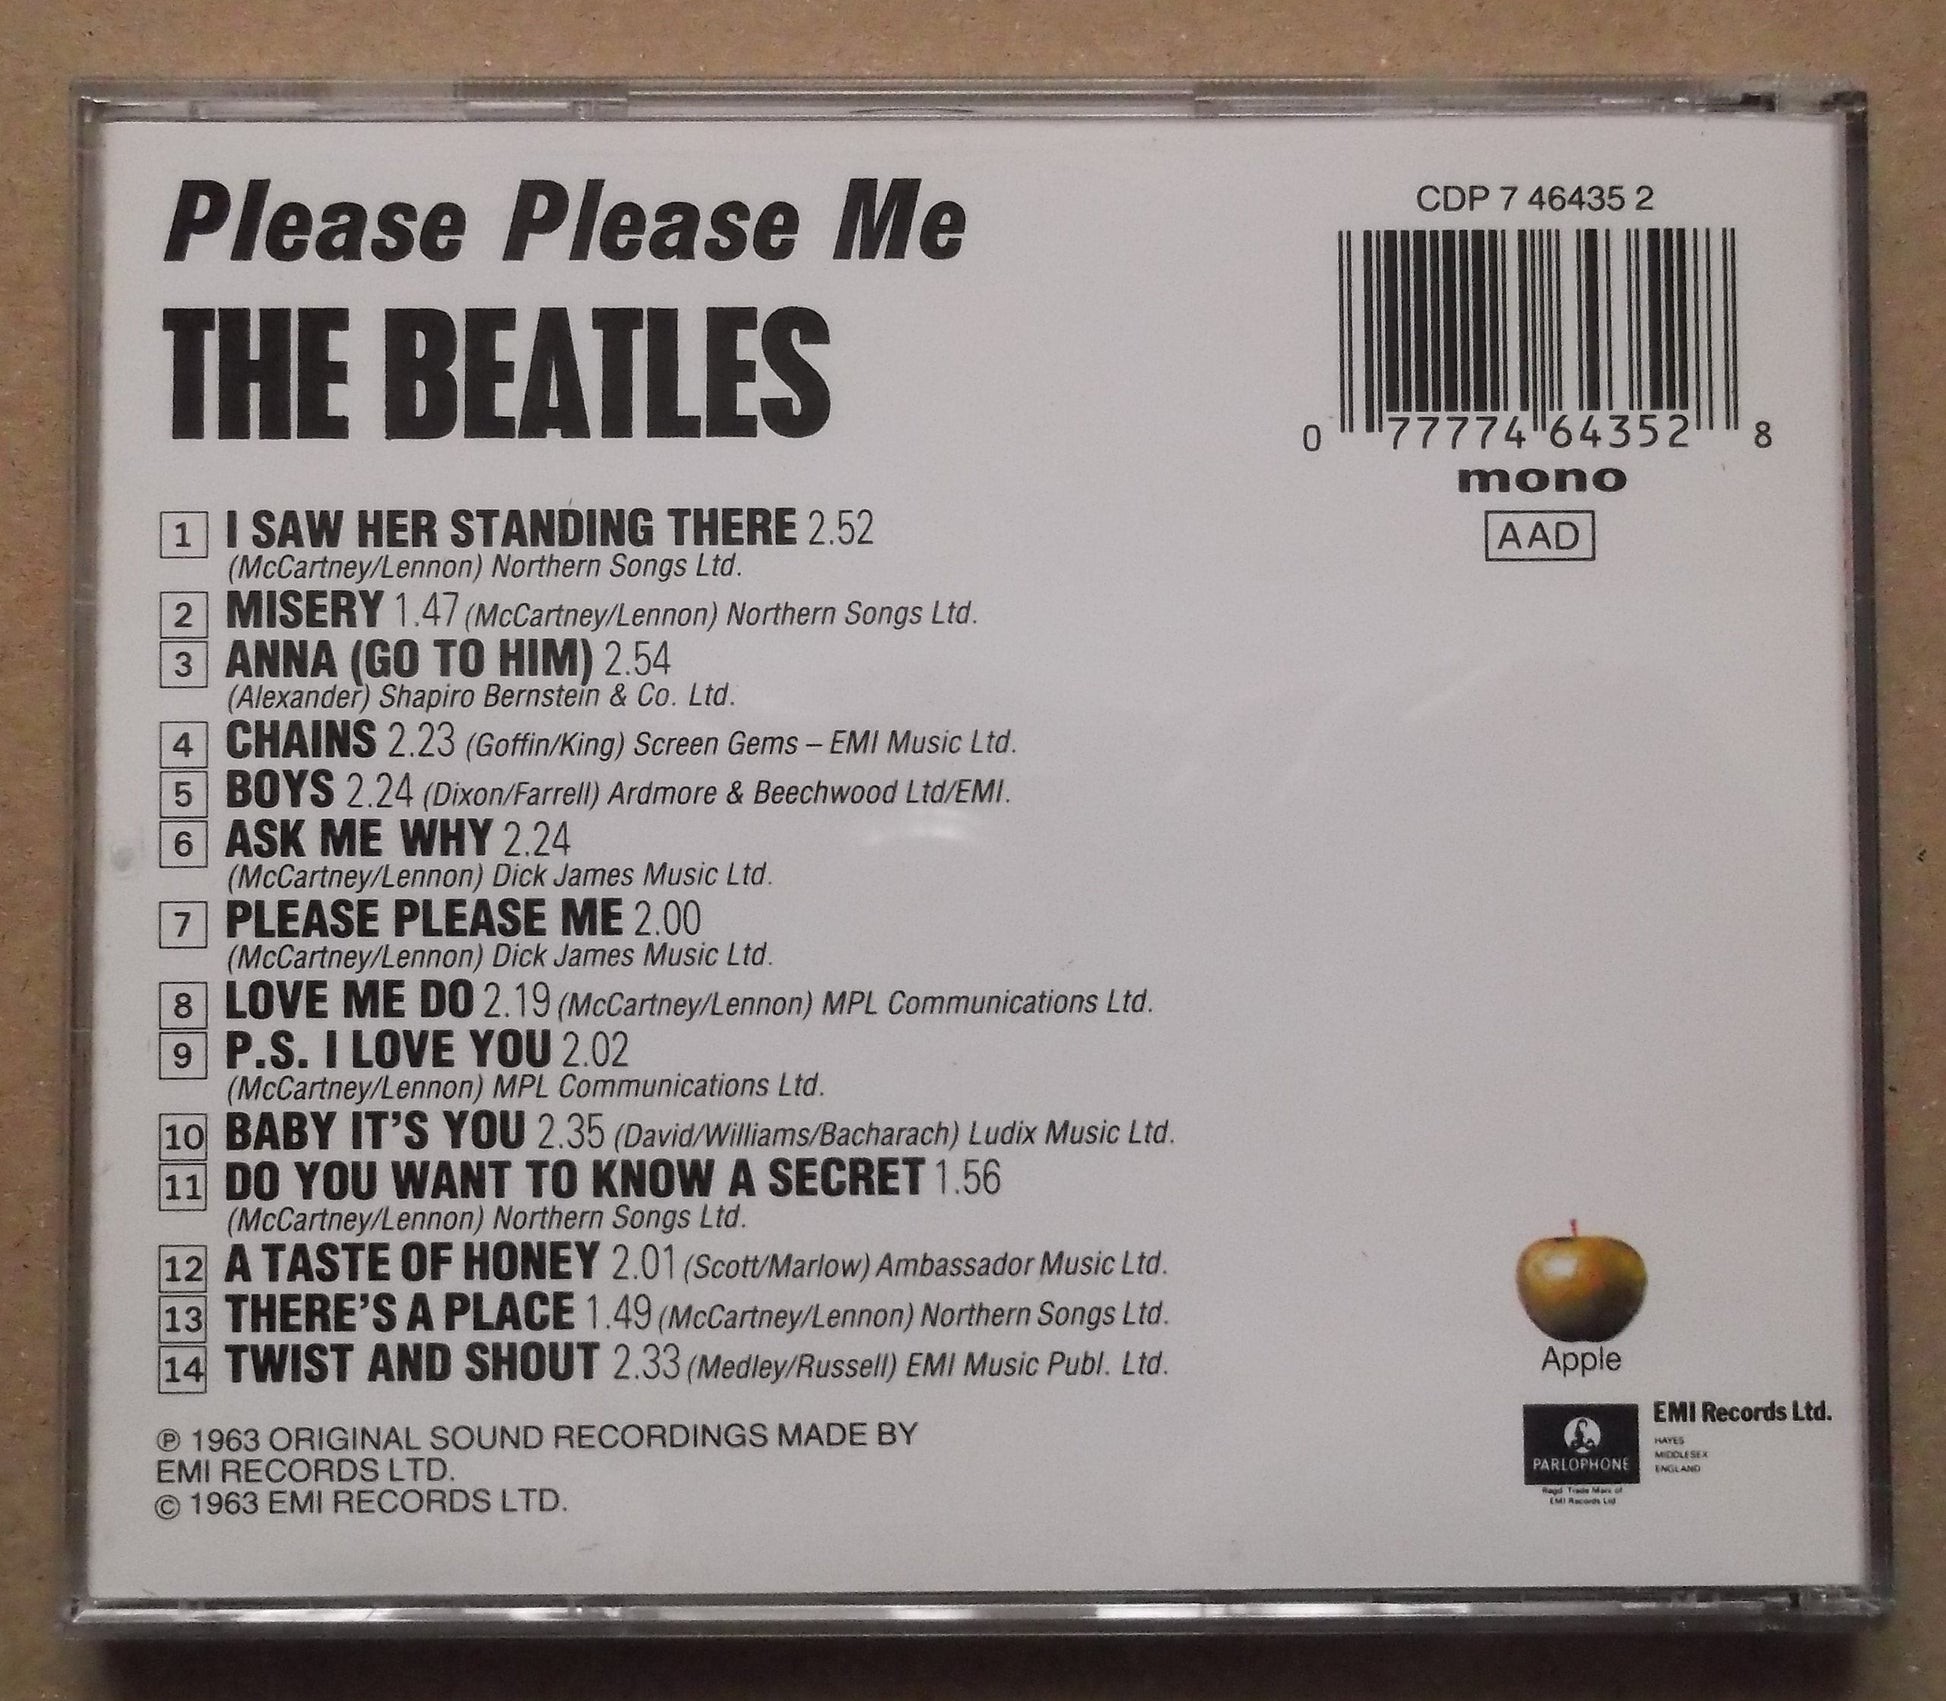 Please Please Me
THE BEATLES
CDP 7 46435 2
0 77774 64352 8
mono
AAD
1 I SAW HER STANDING THERE 2.52
(McCartney/Lennon) Northern Songs Ltd.
2 MISERY 1.47 (McCartney/Lennon) Northern Songs Ltd.
3 ANNA (GO TO HIM) 2.54
(Alexander) Shapiro Bernstein & Co. Ltd.
4 CHAINS 2.23 (Goffin/King) Screen Gems – EMI Music Ltd.
5 BOYS 2.24 (Dixon/Farrell) Ardmore & Beechwood Ltd/EMI.
6 ASK ME WHY 2.24
(McCartney/Lennon) Dick James Music Ltd.
7 PLEASE PLEASE ME 2.00
(McCartney/Lennon) Dick James Music Ltd.
8 LOVE ME DO 2.19 (McCartney/Lennon) MPL Communications Ltd.
9 P.S. I LOVE YOU 2.02
(McCartney/Lennon) MPL Communications Ltd.
10 BABY IT'S YOU 2.35 (David/Williams/Bacharach) Ludix Music Ltd.
11 DO YOU WANT TO KNOW A SECRET 1.56
(McCartney/Lennon) Northern Songs Ltd.
12 A TASTE OF HONEY 2.01 (Scott/Marlow) Ambassador Music Ltd.
13 THERE'S A PLACE 1.49 (McCartney/Lennon) Northern Songs Ltd.
14 TWIST AND SHOUT 2.33 (Medley/Russell) EMI Music Publ. Ltd.
℗ 1963 ORIGINAL SOUND RECORDINGS MADE BY
EMI RECORDS LTD.
© 1963 EMI RECORDS LTD.
Apple
PARLOPHONE
Regd. Trade Mark of
EMI Records Ltd
EMI Records Ltd.
HAYES
MIDDLESEX
ENGLAND